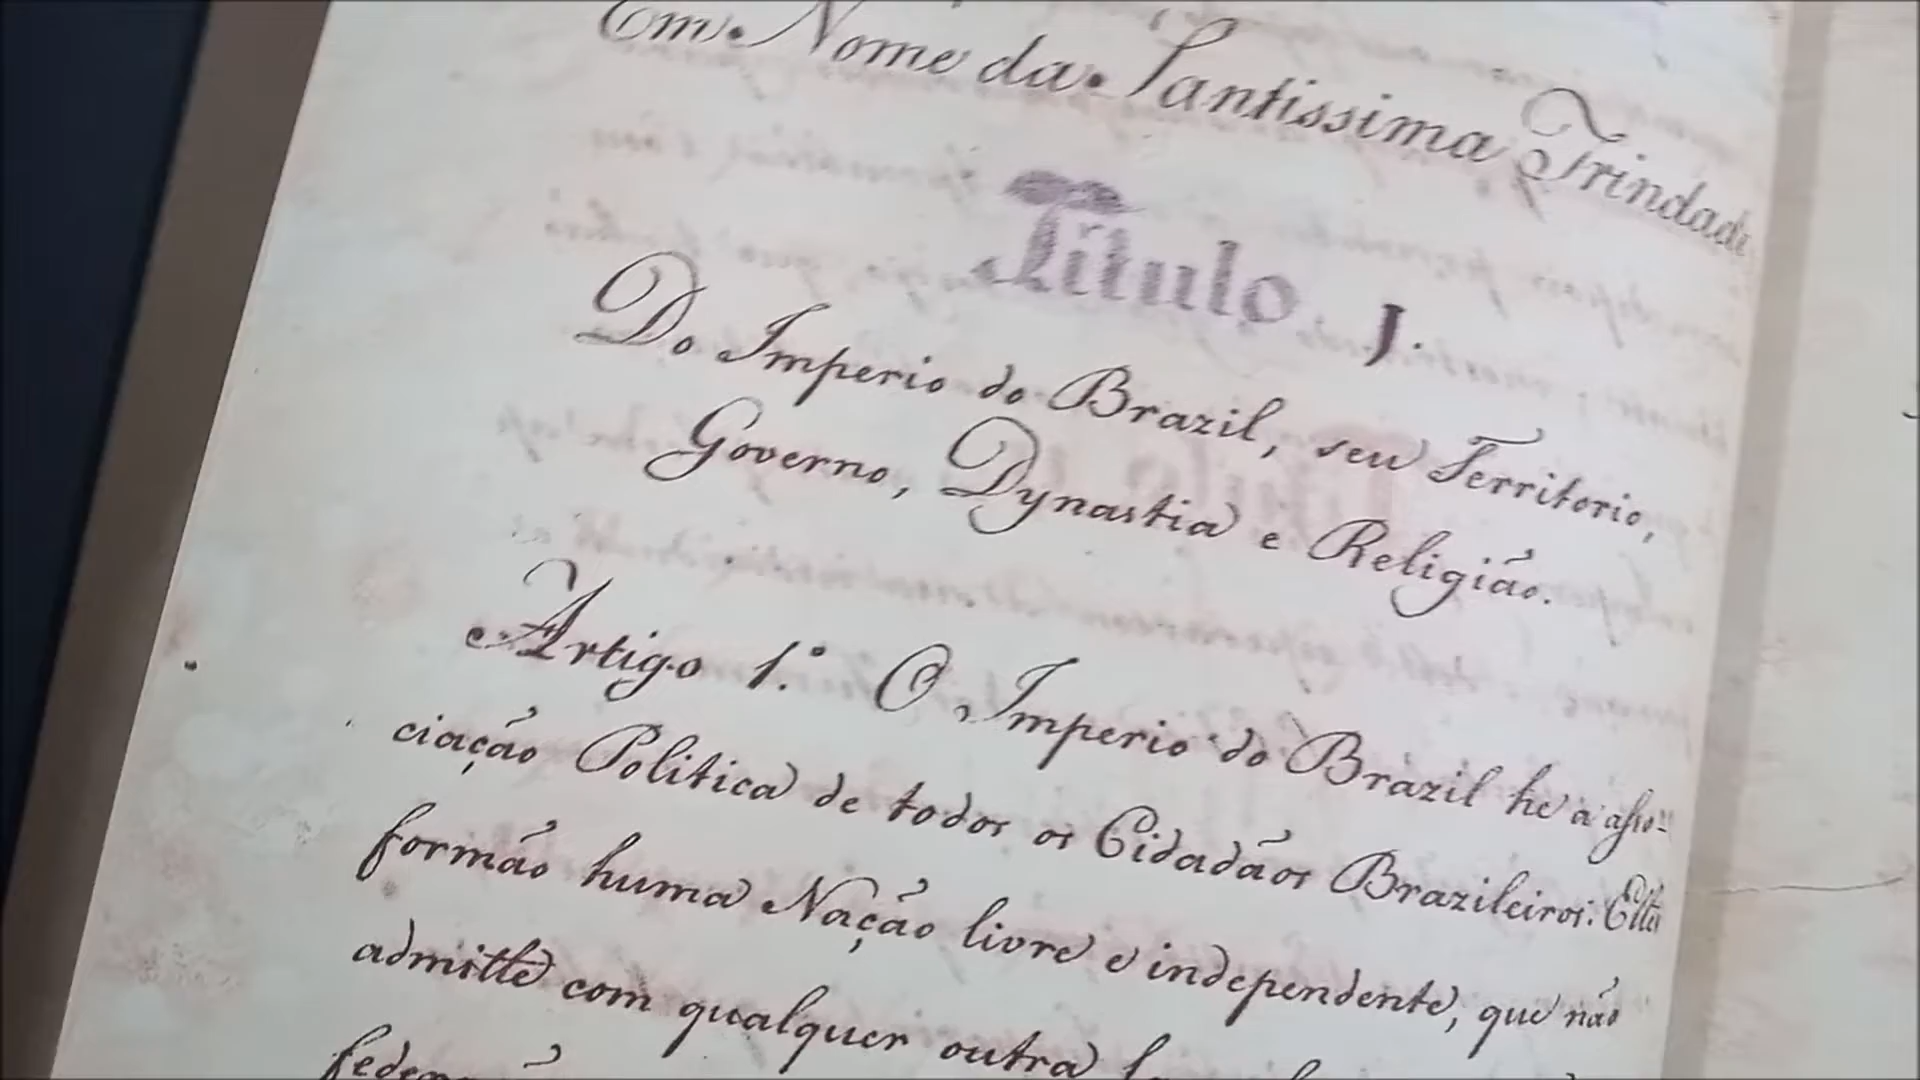 Em Nome da Santissima Trindade
Titulo 1.
Do Imperio do Brazil, seu Territorio,
Governo, Dynastia e Religião.
Artigo 1.º O Imperio do Brazil he a asso-
ciação Politica de todos os Cidadãos Brazileiros. Elles
formão huma Nação livre e independente, que não
admitte com qualquer outra